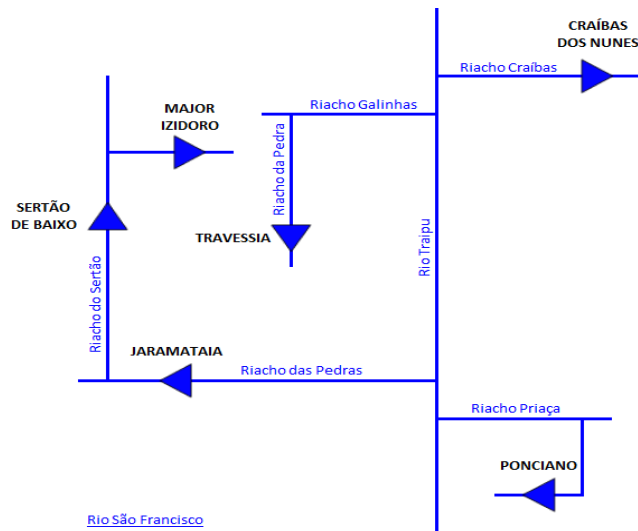 CRAÍBAS
DOS NUNES
Riacho Craíbas
MAJOR
IZIDORO
Riacho Galinhas
Riacho da Pedra
SERTÃO
DE BAIXO
TRAVESSIA
Rio Traipu
Riacho do Sertão
JARAMATAIA
Riacho das Pedras
Riacho Priaça
PONCIANO
Rio São Francisco